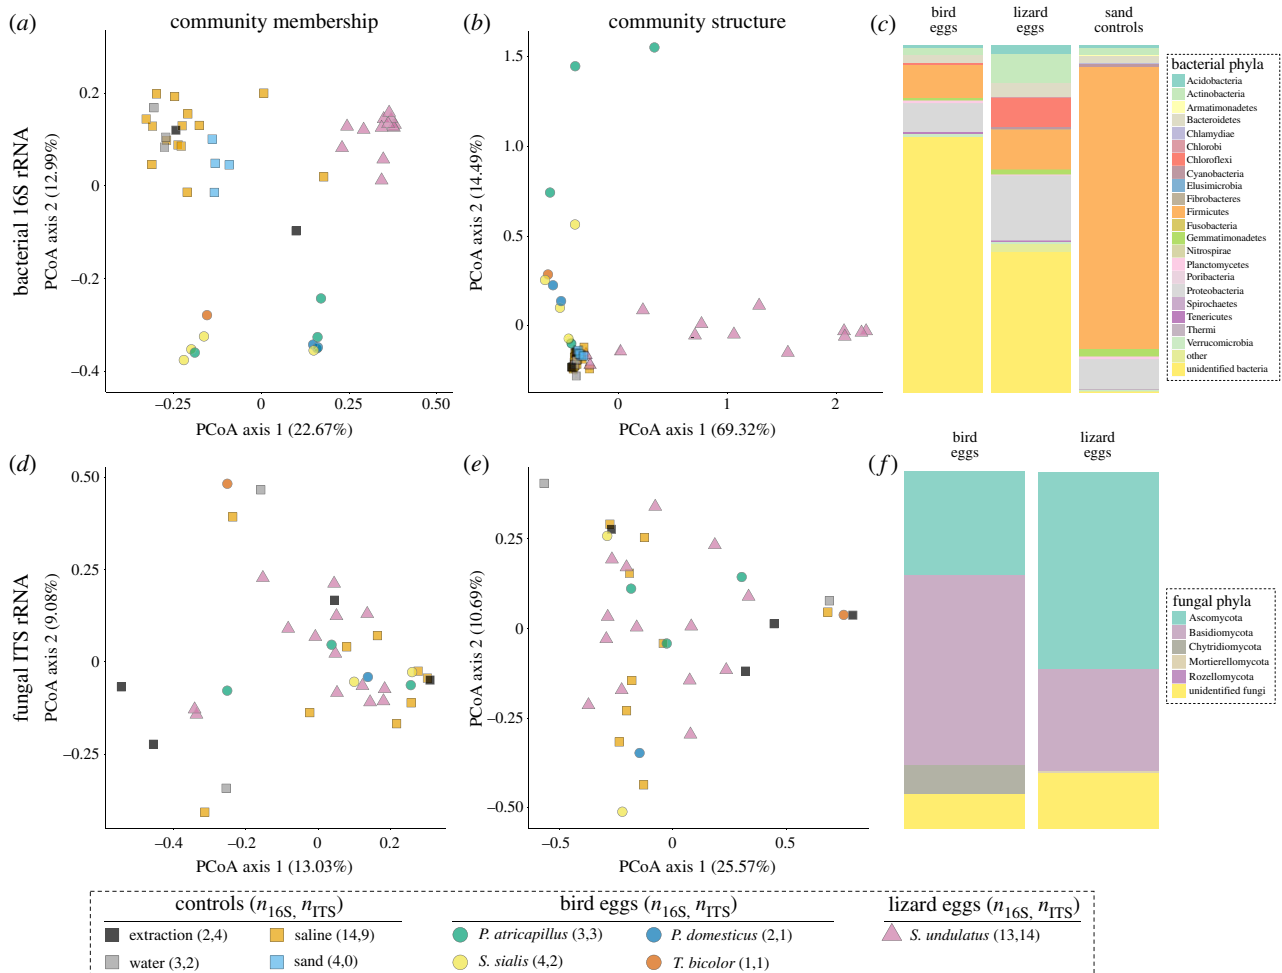 (a)
community membership
(b)
community structure
(c)
bird eggs
lizard eggs
sand controls
bacterial 16S rRNA
PCoA axis 2 (12.99%)
0.2
0
–0.2
–0.4
–0.25
0
0.25
0.50
PCoA axis 1 (22.67%)
PCoA axis 2 (14.49%)
1.5
1.0
0.5
0
0
1
2
PCoA axis 1 (69.32%)
bacterial phyla
Acidobacteria
Actinobacteria
Armatimonadetes
Bacteroidetes
Chlamydiae
Chlorobi
Chloroflexi
Cyanobacteria
Elusimicrobia
Fibrobacteres
Firmicutes
Fusobacteria
Gemmatimonadetes
Nitrospirae
Planctomycetes
Poribacteria
Proteobacteria
Spirochaetes
Tenericutes
Thermi
Verrucomicrobia
other
unidentified bacteria
(d)
(e)
(f)
bird eggs
lizard eggs
fungal ITS rRNA
PCoA axis 2 (9.08%)
0.50
0.25
0
–0.25
–0.4
–0.2
0
0.2
PCoA axis 1 (13.03%)
PCoA axis 2 (10.69%)
0.25
0
–0.25
–0.50
–0.5
0
0.5
PCoA axis 1 (25.57%)
fungal phyla
Ascomycota
Basidiomycota
Chytridiomycota
Mortierellomycota
Rozellomycota
unidentified fungi
controls (n16S, nITS)
extraction (2,4)
saline (14,9)
water (3,2)
sand (4,0)
bird eggs (n16S, nITS)
P. atricapillus (3,3)
P. domesticus (2,1)
S. sialis (4,2)
T. bicolor (1,1)
lizard eggs (n16S, nITS)
S. undulatus (13,14)